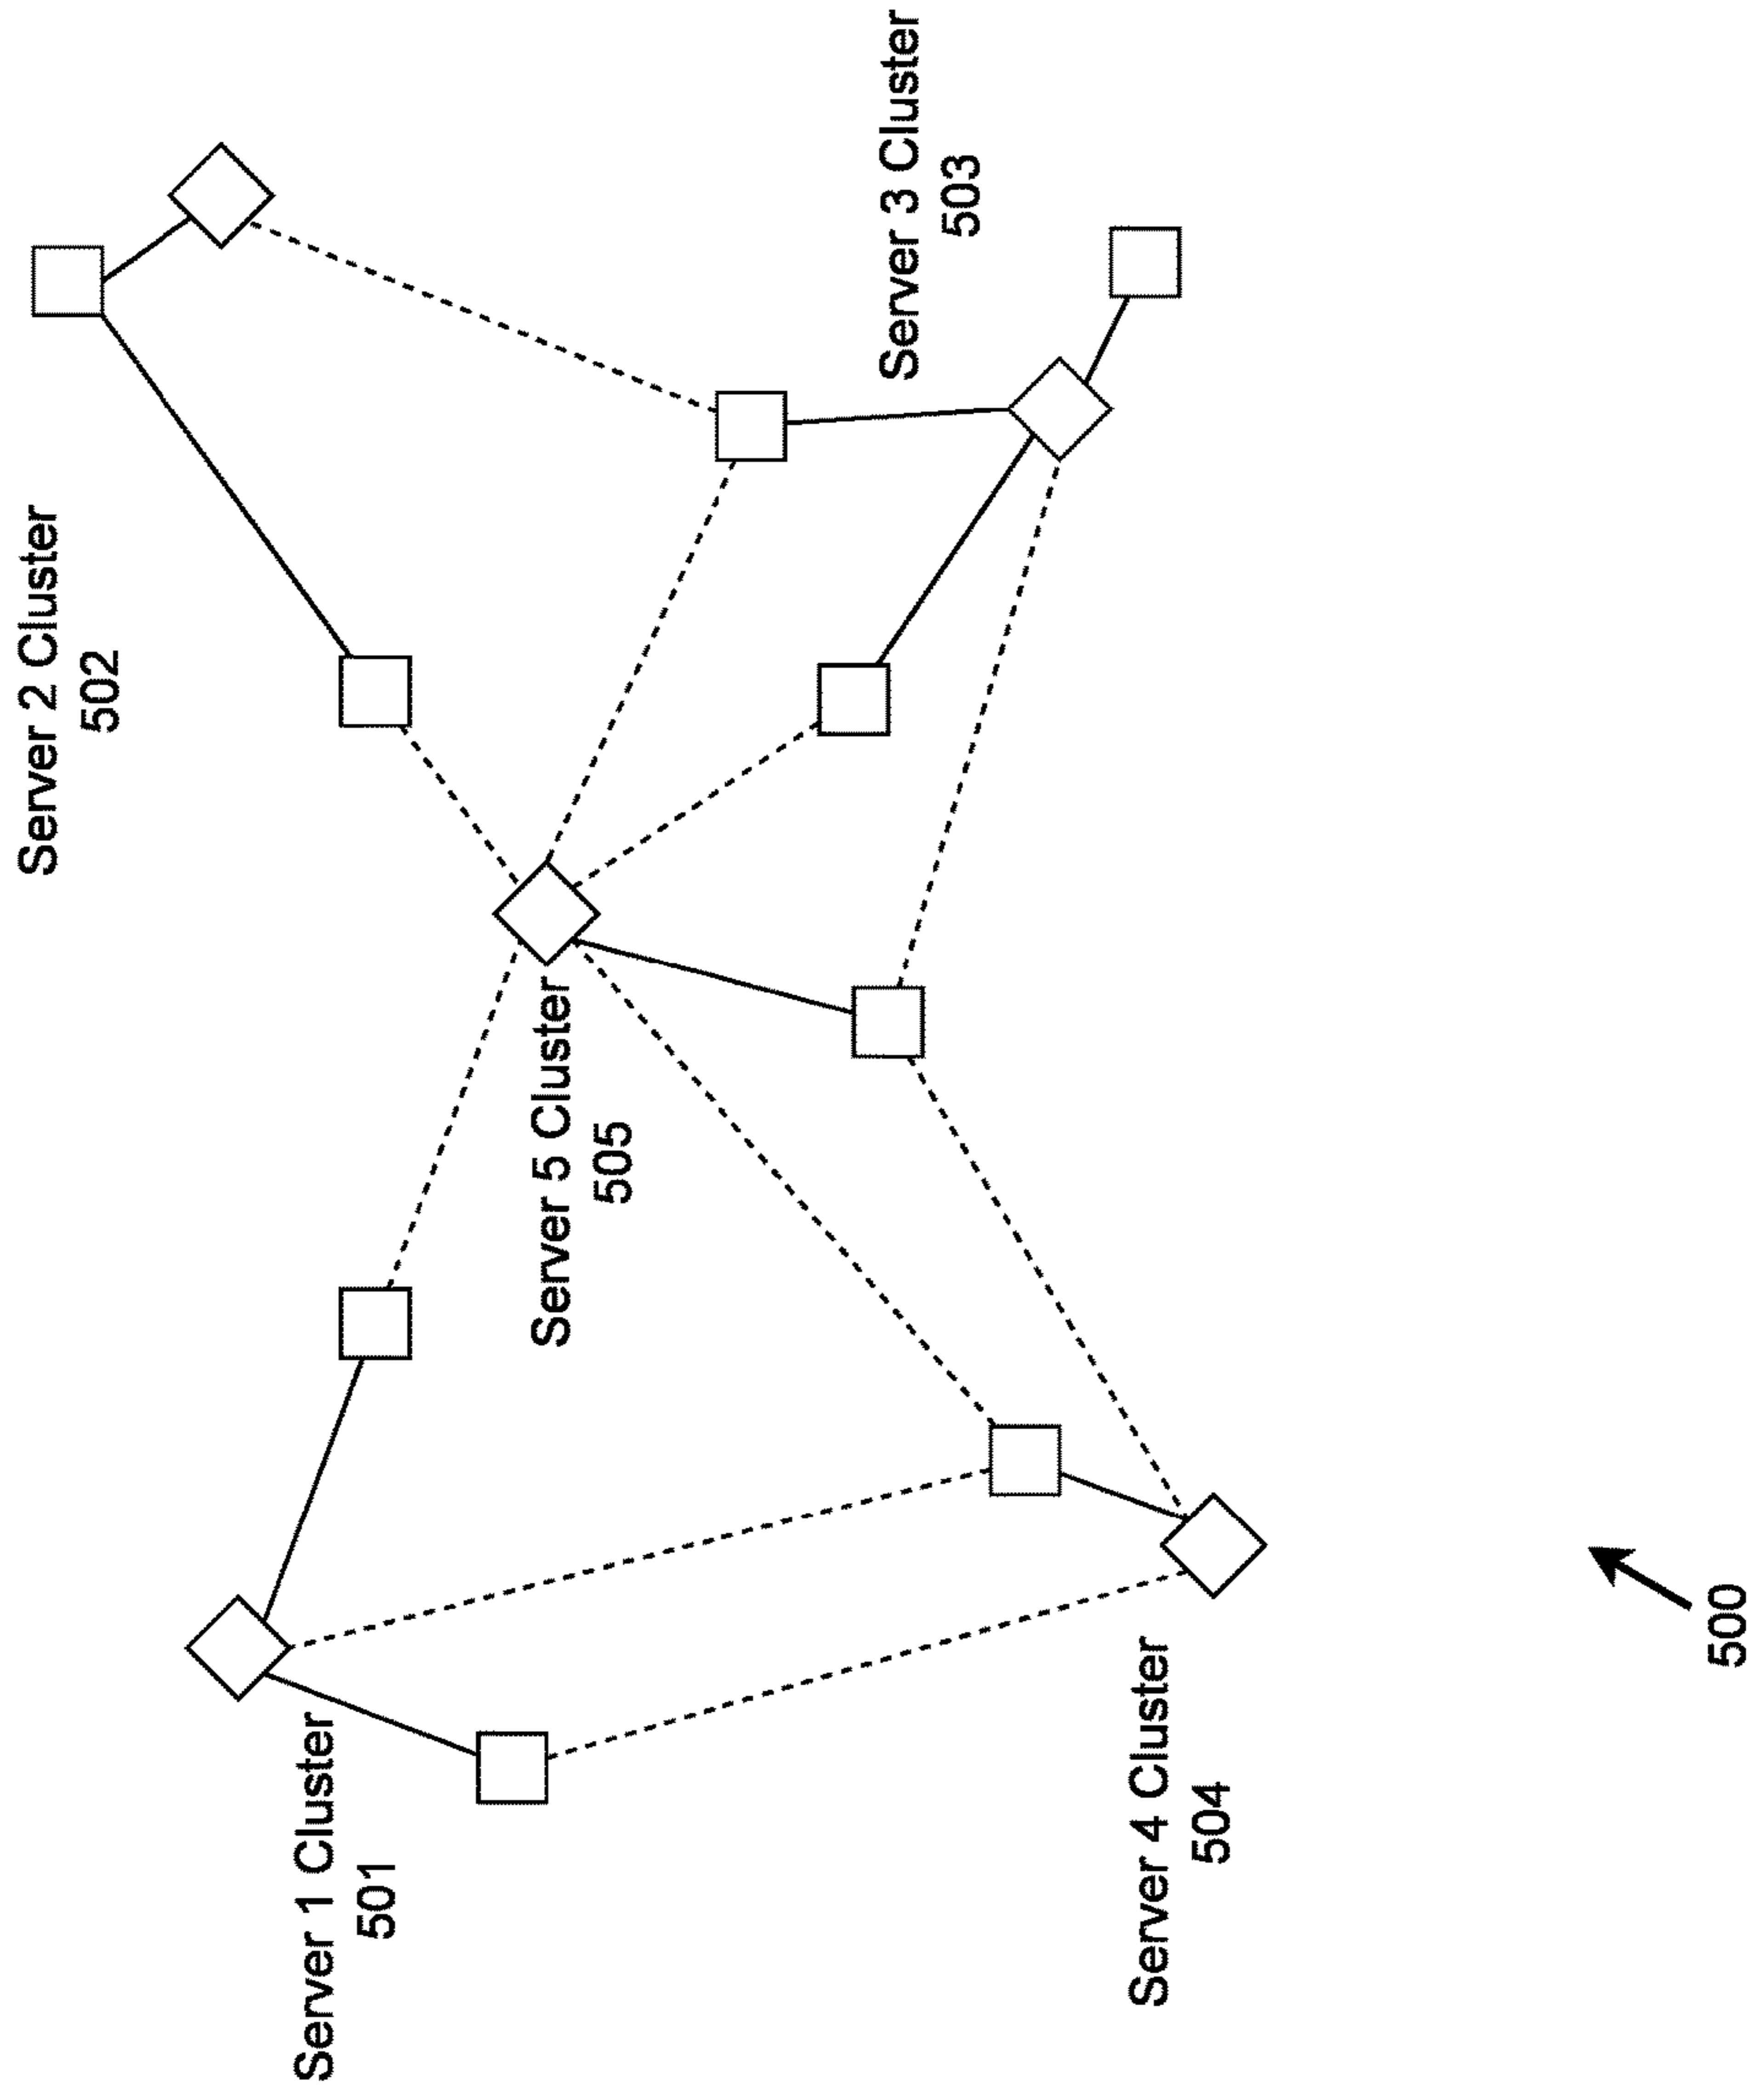 Server 2 Cluster
502
Server 1 Cluster
501
Server 5 Cluster
505
Server 3 Cluster
503
Server 4 Cluster
504
500